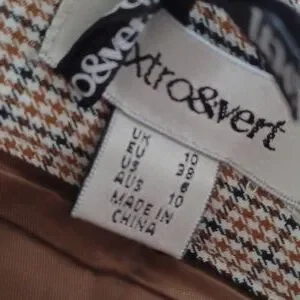 o&vert
xtro&vert
UK 10
EU 38
US 6
AUS 10
MADE IN
CHINA